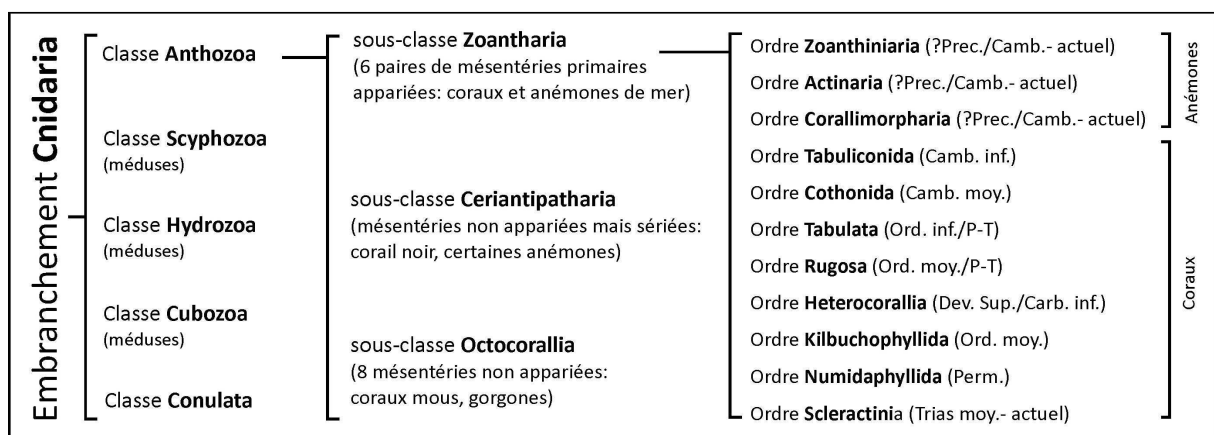 Embranchement Cnidaria
Classe Anthozoa
Classe Scyphozoa
(méduses)
Classe Hydrozoa
(méduses)
Classe Cubozoa
(méduses)
Classe Conulata
sous-classe Zoantharia
(6 paires de mésentéries primaires
appariées: coraux et anémones de mer)
sous-classe Ceriantipatharia
(mésentéries non appariées mais sériées:
corail noir, certaines anémones)
sous-classe Octocorallia
(8 mésentéries non appariées:
coraux mous, gorgones)
Ordre Zoanthiniaria (?Prec./Camb.- actuel)
Ordre Actinaria (?Prec./Camb.- actuel)
Ordre Corallimorpharia (?Prec./Camb.- actuel)
Ordre Tabuliconida (Camb. inf.)
Ordre Cothonida (Camb. moy.)
Ordre Tabulata (Ord. inf./P-T)
Ordre Rugosa (Ord. moy./P-T)
Ordre Heterocorallia (Dev. Sup./Carb. inf.)
Ordre Kilbuchophyllida (Ord. moy.)
Ordre Numidaphyllida (Perm.)
Ordre Scleractinia (Trias moy.- actuel)
Anémones
Coraux